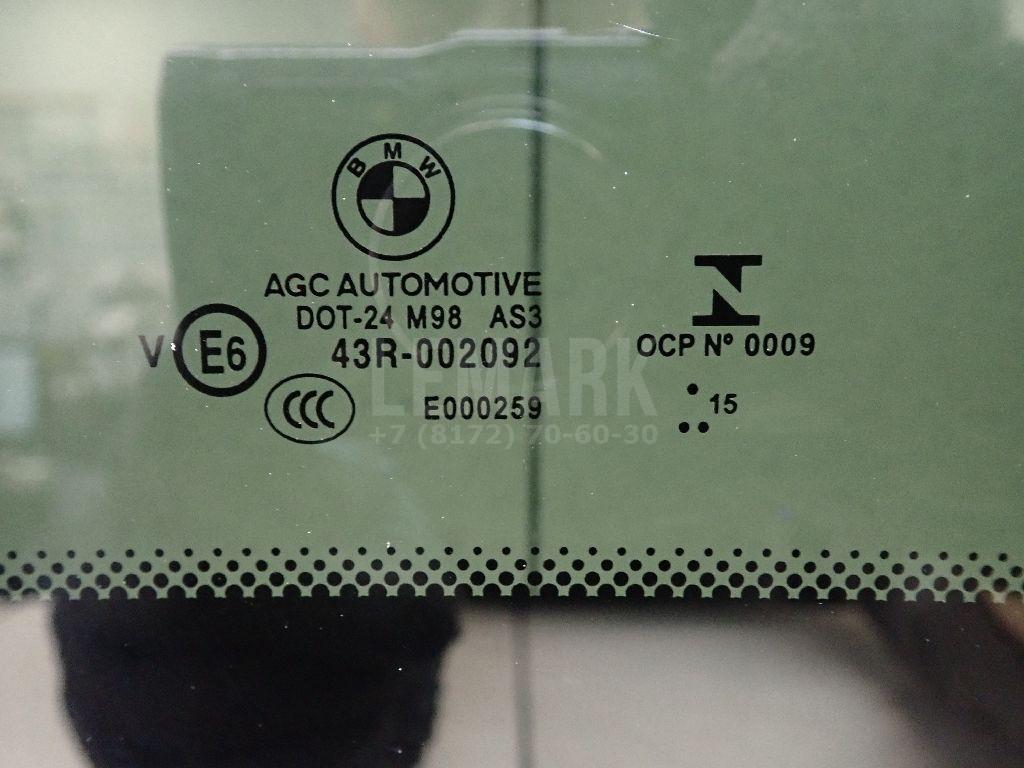 BMW
AGC AUTOMOTIVE
DOT-24 M98 AS3
V E6 43R-002092
CCC E000259
OCP Nº 0009
15
LEMARK
+7 (8172) 70-60-30